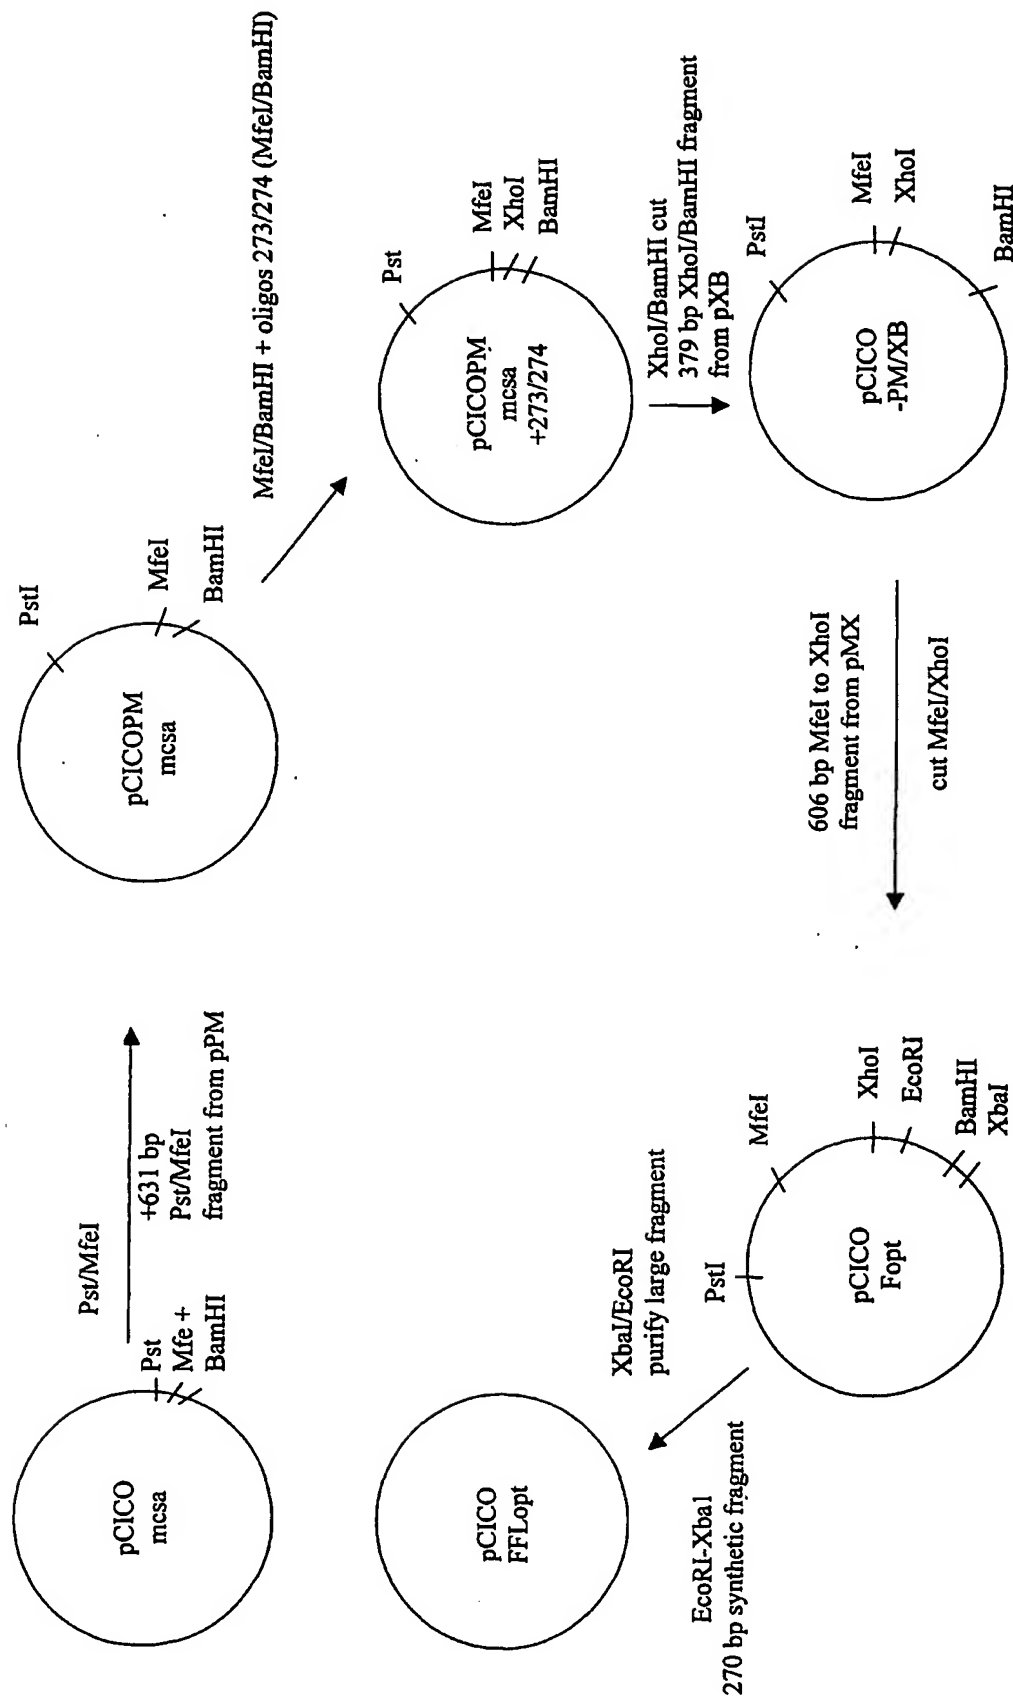 pCICO
mcsa
Pst
Mfe +
BamHI
Pst/MfeI
+631 bp
Pst/MfeI
fragment from pPM
pCICOPM
mcsa
PstI
MfeI
BamHI
MfeI/BamHI + oligos 273/274 (MfeI/BamHI)
pCICOPM
mcsa
+273/274
Pst
MfeI
XhoI
BamHI
XhoI/BamHI cut
379 bp XhoI/BamHI fragment
from pXB
pCICO
-PM/XB
PstI
MfeI
XhoI
BamHI
606 bp MfeI to XhoI
fragment from pMX
cut MfeI/XhoI
pCICO
Fopt
PstI
MfeI
XhoI
EcoRI
BamHI
XbaI
XbaI/EcoRI
purify large fragment
EcoRI-XbaI
270 bp synthetic fragment
pCICO
FFLopt